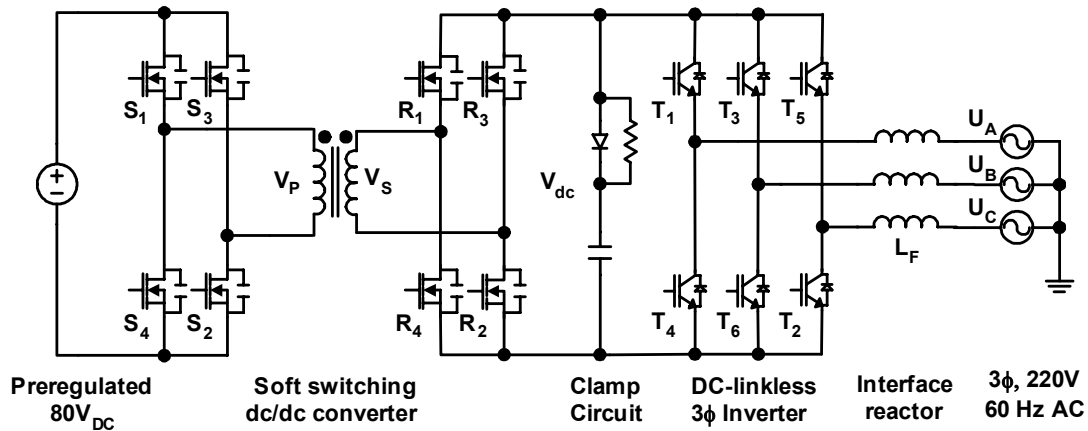 S1
S3
S4
S2
VP
VS
R1
R3
R4
R2
Vdc
T1
T3
T5
T4
T6
T2
UA
UB
UC
LF
Preregulated
80VDC
Soft switching
dc/dc converter
Clamp
Circuit
DC-linkless
3ϕ Inverter
Interface
reactor
3ϕ, 220V
60 Hz AC